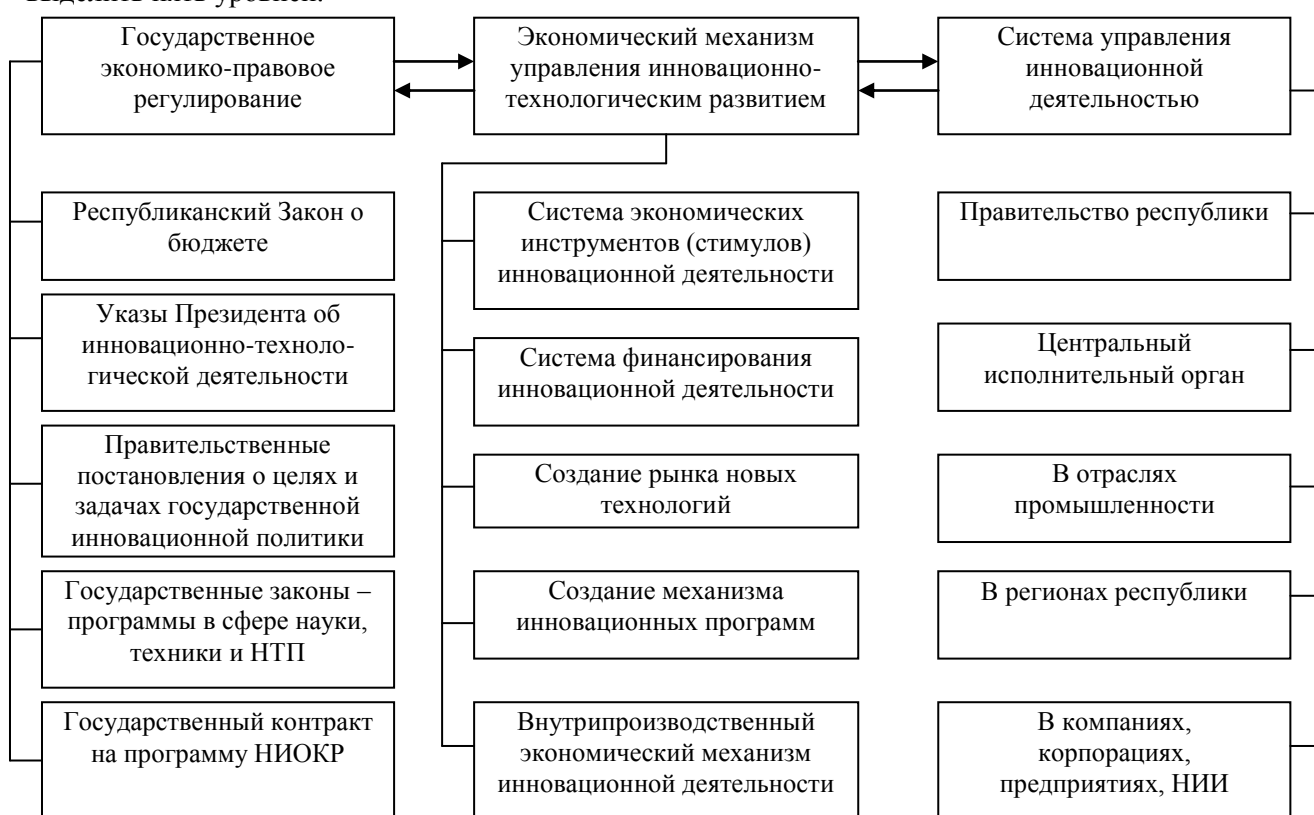 Государственное
экономико-правовое
регулирование
Экономический механизм
управления инновационно-
технологическим развитием
Система управления
инновационной
деятельностью
Республиканский Закон о
бюджете
Система экономических
инструментов (стимулов)
инновационной деятельности
Правительство республики
Указы Президента об
инновационно-техноло-
гической деятельности
Система финансирования
инновационной деятельности
Центральный
исполнительный орган
Правительственные
постановления о целях и
задачах государственной
инновационной политики
Создание рынка новых
технологий
В отраслях
промышленности
Государственные законы –
программы в сфере науки,
техники и НТП
Создание механизма
инновационных программ
В регионах республики
Государственный контракт
на программу НИОКР
Внутрипроизводственный
экономический механизм
инновационной деятельности
В компаниях,
корпорациях,
предприятиях, НИИ